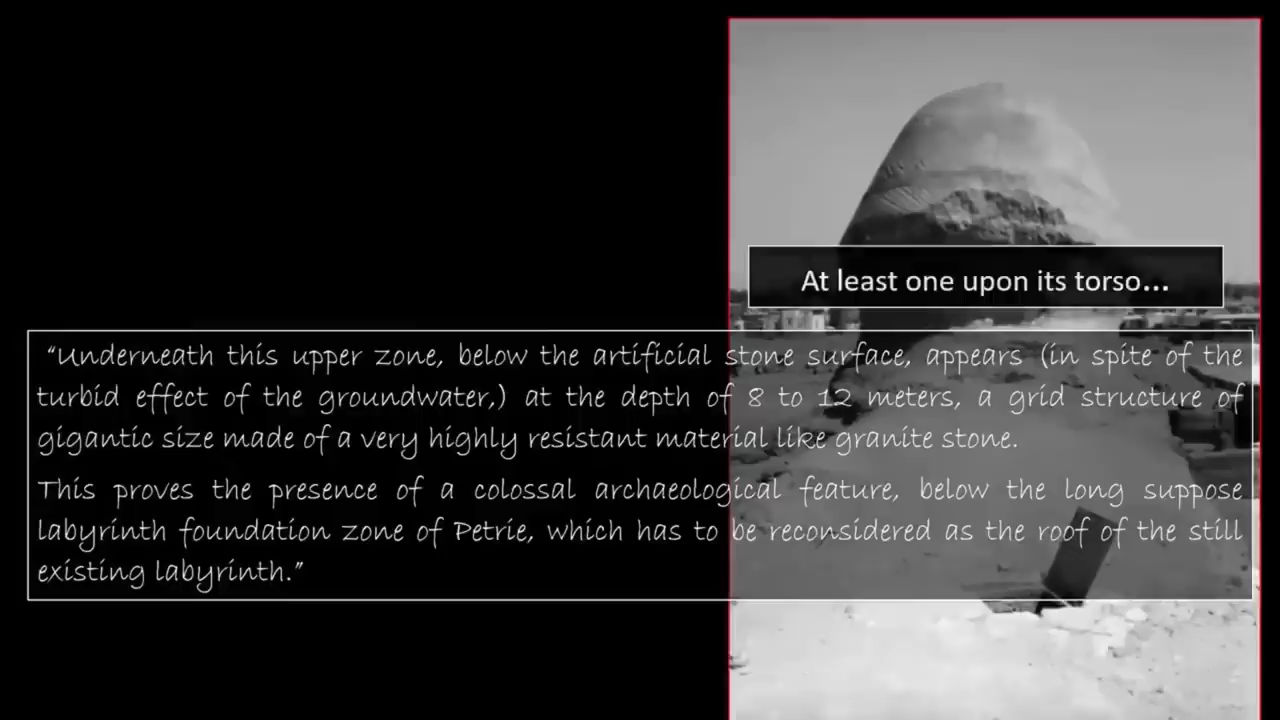 At least one upon its torso...
“Underneath this upper zone, below the artificial stone surface, appears (in spite of the
turbid effect of the groundwater,) at the depth of 8 to 12 meters, a grid structure of
gigantic size made of a very highly resistant material like granite stone.
This proves the presence of a colossal archaeological feature, below the long suppose
labyrinth foundation zone of Petrie, which has to be reconsidered as the roof of the still
existing labyrinth.”